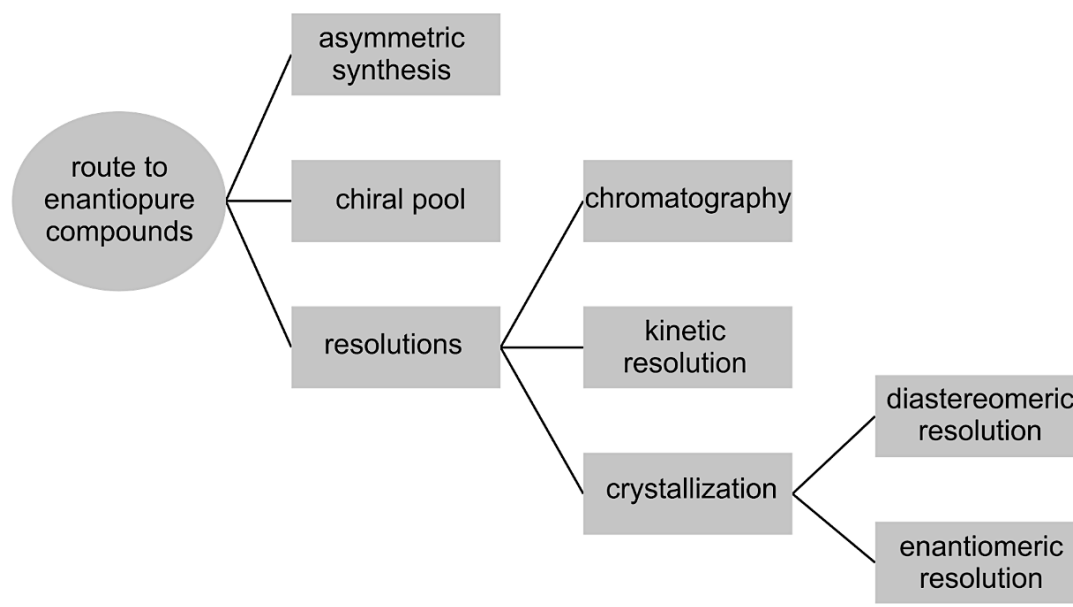 asymmetric
synthesis
route to
enantiopure
compounds
chiral pool
chromatography
resolutions
kinetic
resolution
crystallization
diastereomeric
resolution
enantiomeric
resolution